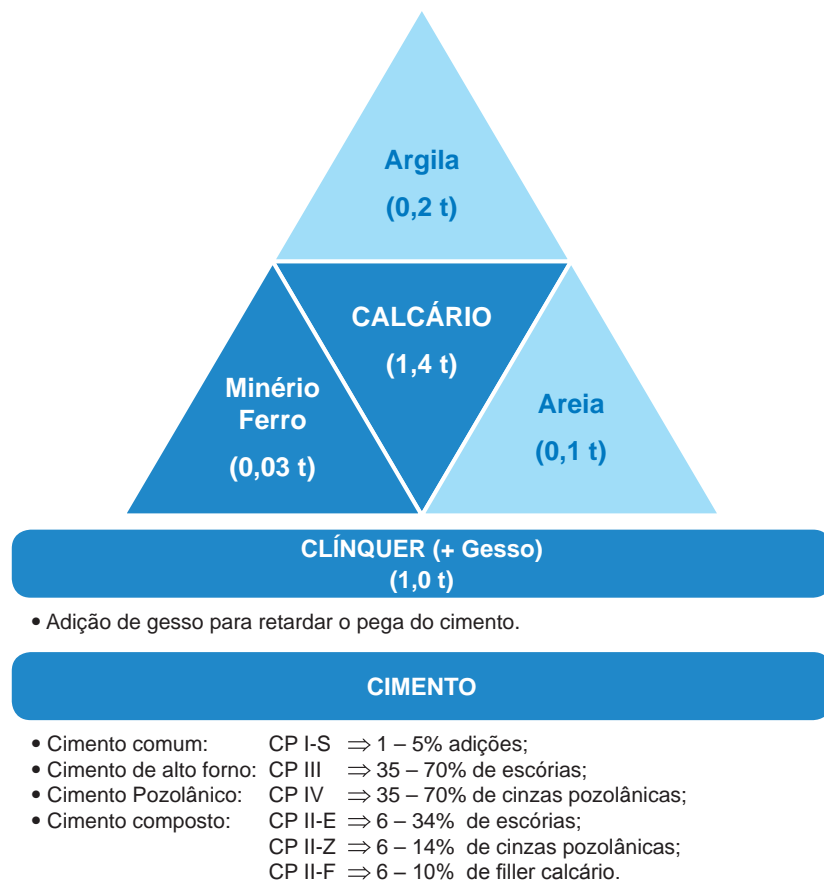 Argila
(0,2 t)
CALCÁRIO
(1,4 t)
Minério
Ferro
(0,03 t)
Areia
(0,1 t)
CLÍNQUER (+ Gesso)
(1,0 t)
• Adição de gesso para retardar o pega do cimento.
CIMENTO
• Cimento comum: CP I-S ⇒ 1 – 5% adições;
• Cimento de alto forno: CP III ⇒ 35 – 70% de escórias;
• Cimento Pozolânico: CP IV ⇒ 35 – 70% de cinzas pozolânicas;
• Cimento composto: CP II-E ⇒ 6 – 34% de escórias;
CP II-Z ⇒ 6 – 14% de cinzas pozolânicas;
CP II-F ⇒ 6 – 10% de filler calcário.